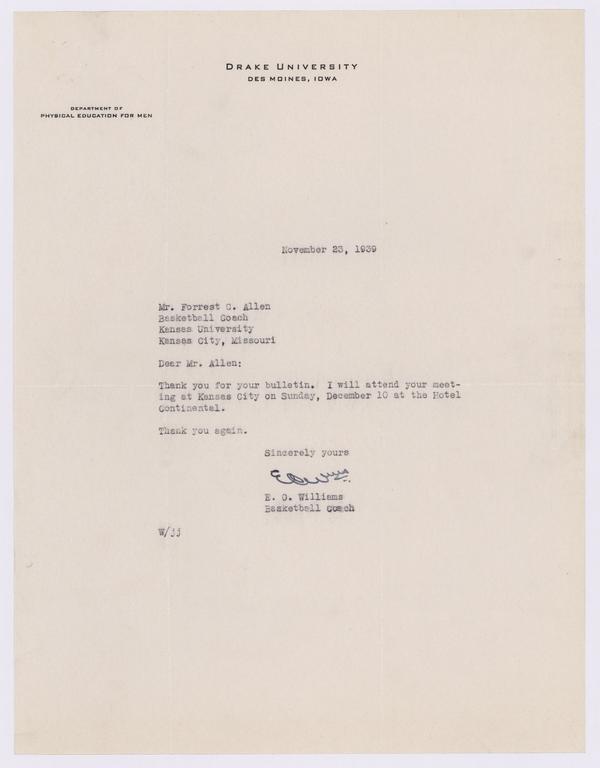 DRAKE UNIVERSITY
DES MOINES, IOWA
DEPARTMENT OF
PHYSICAL EDUCATION FOR MEN
November 23, 1939
Mr. Forrest C. Allen
Basketball Coach
Kansas University
Kansas City, Missouri
Dear Mr. Allen:
Thank you for your bulletin. I will attend your meet-
ing at Kansas City on Sunday, December 10 at the Hotel
Continental.
Thank you again.
Sincerely yours
E. O. Williams
Basketball Coach
W/jj